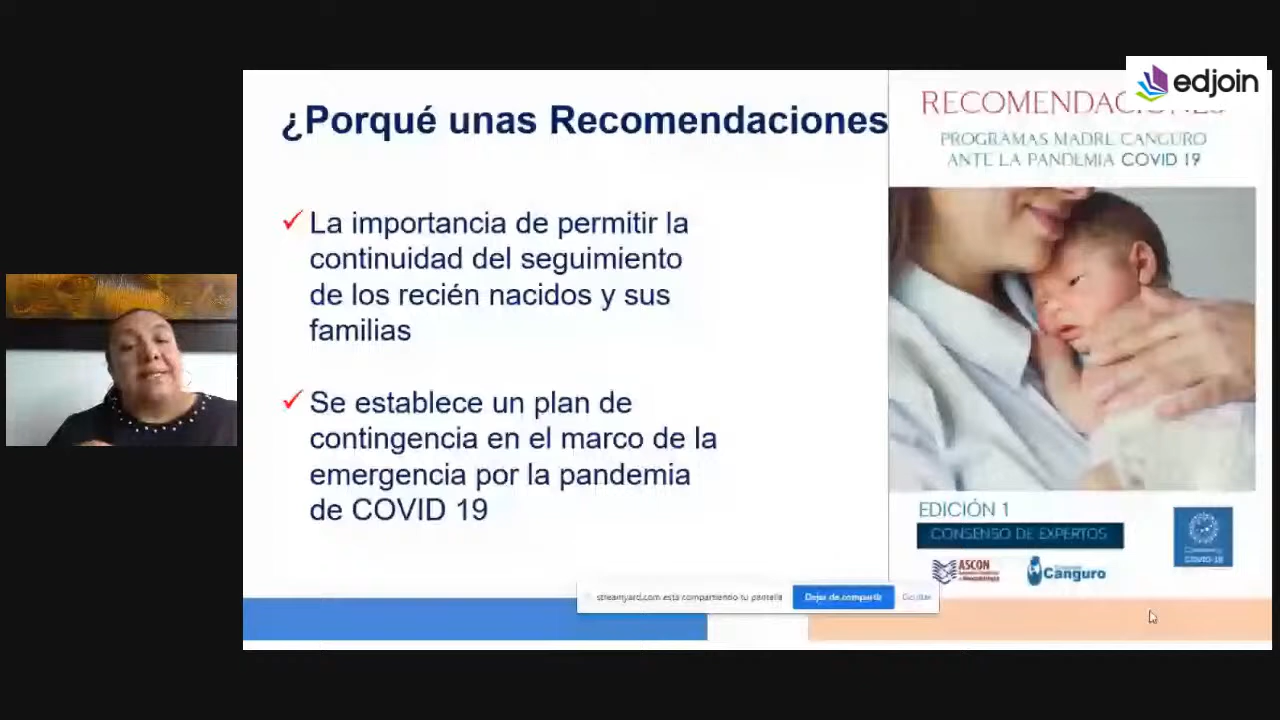 edjoin
¿Porqué unas Recomendaciones
✓ La importancia de permitir la
continuidad del seguimiento
de los recién nacidos y sus
familias
✓ Se establece un plan de
contingencia en el marco de la
emergencia por la pandemia
de COVID 19
RECOMENDACIONES
PROGRAMAS MADRE CANGURO
ANTE LA PANDEMIA COVID 19
EDICIÓN 1
CONSENSO DE EXPERTOS
COVID-19
ASCON
Canguro
streamyard.com está compartiendo tu pantalla
Dejar de compartir
Ocultar